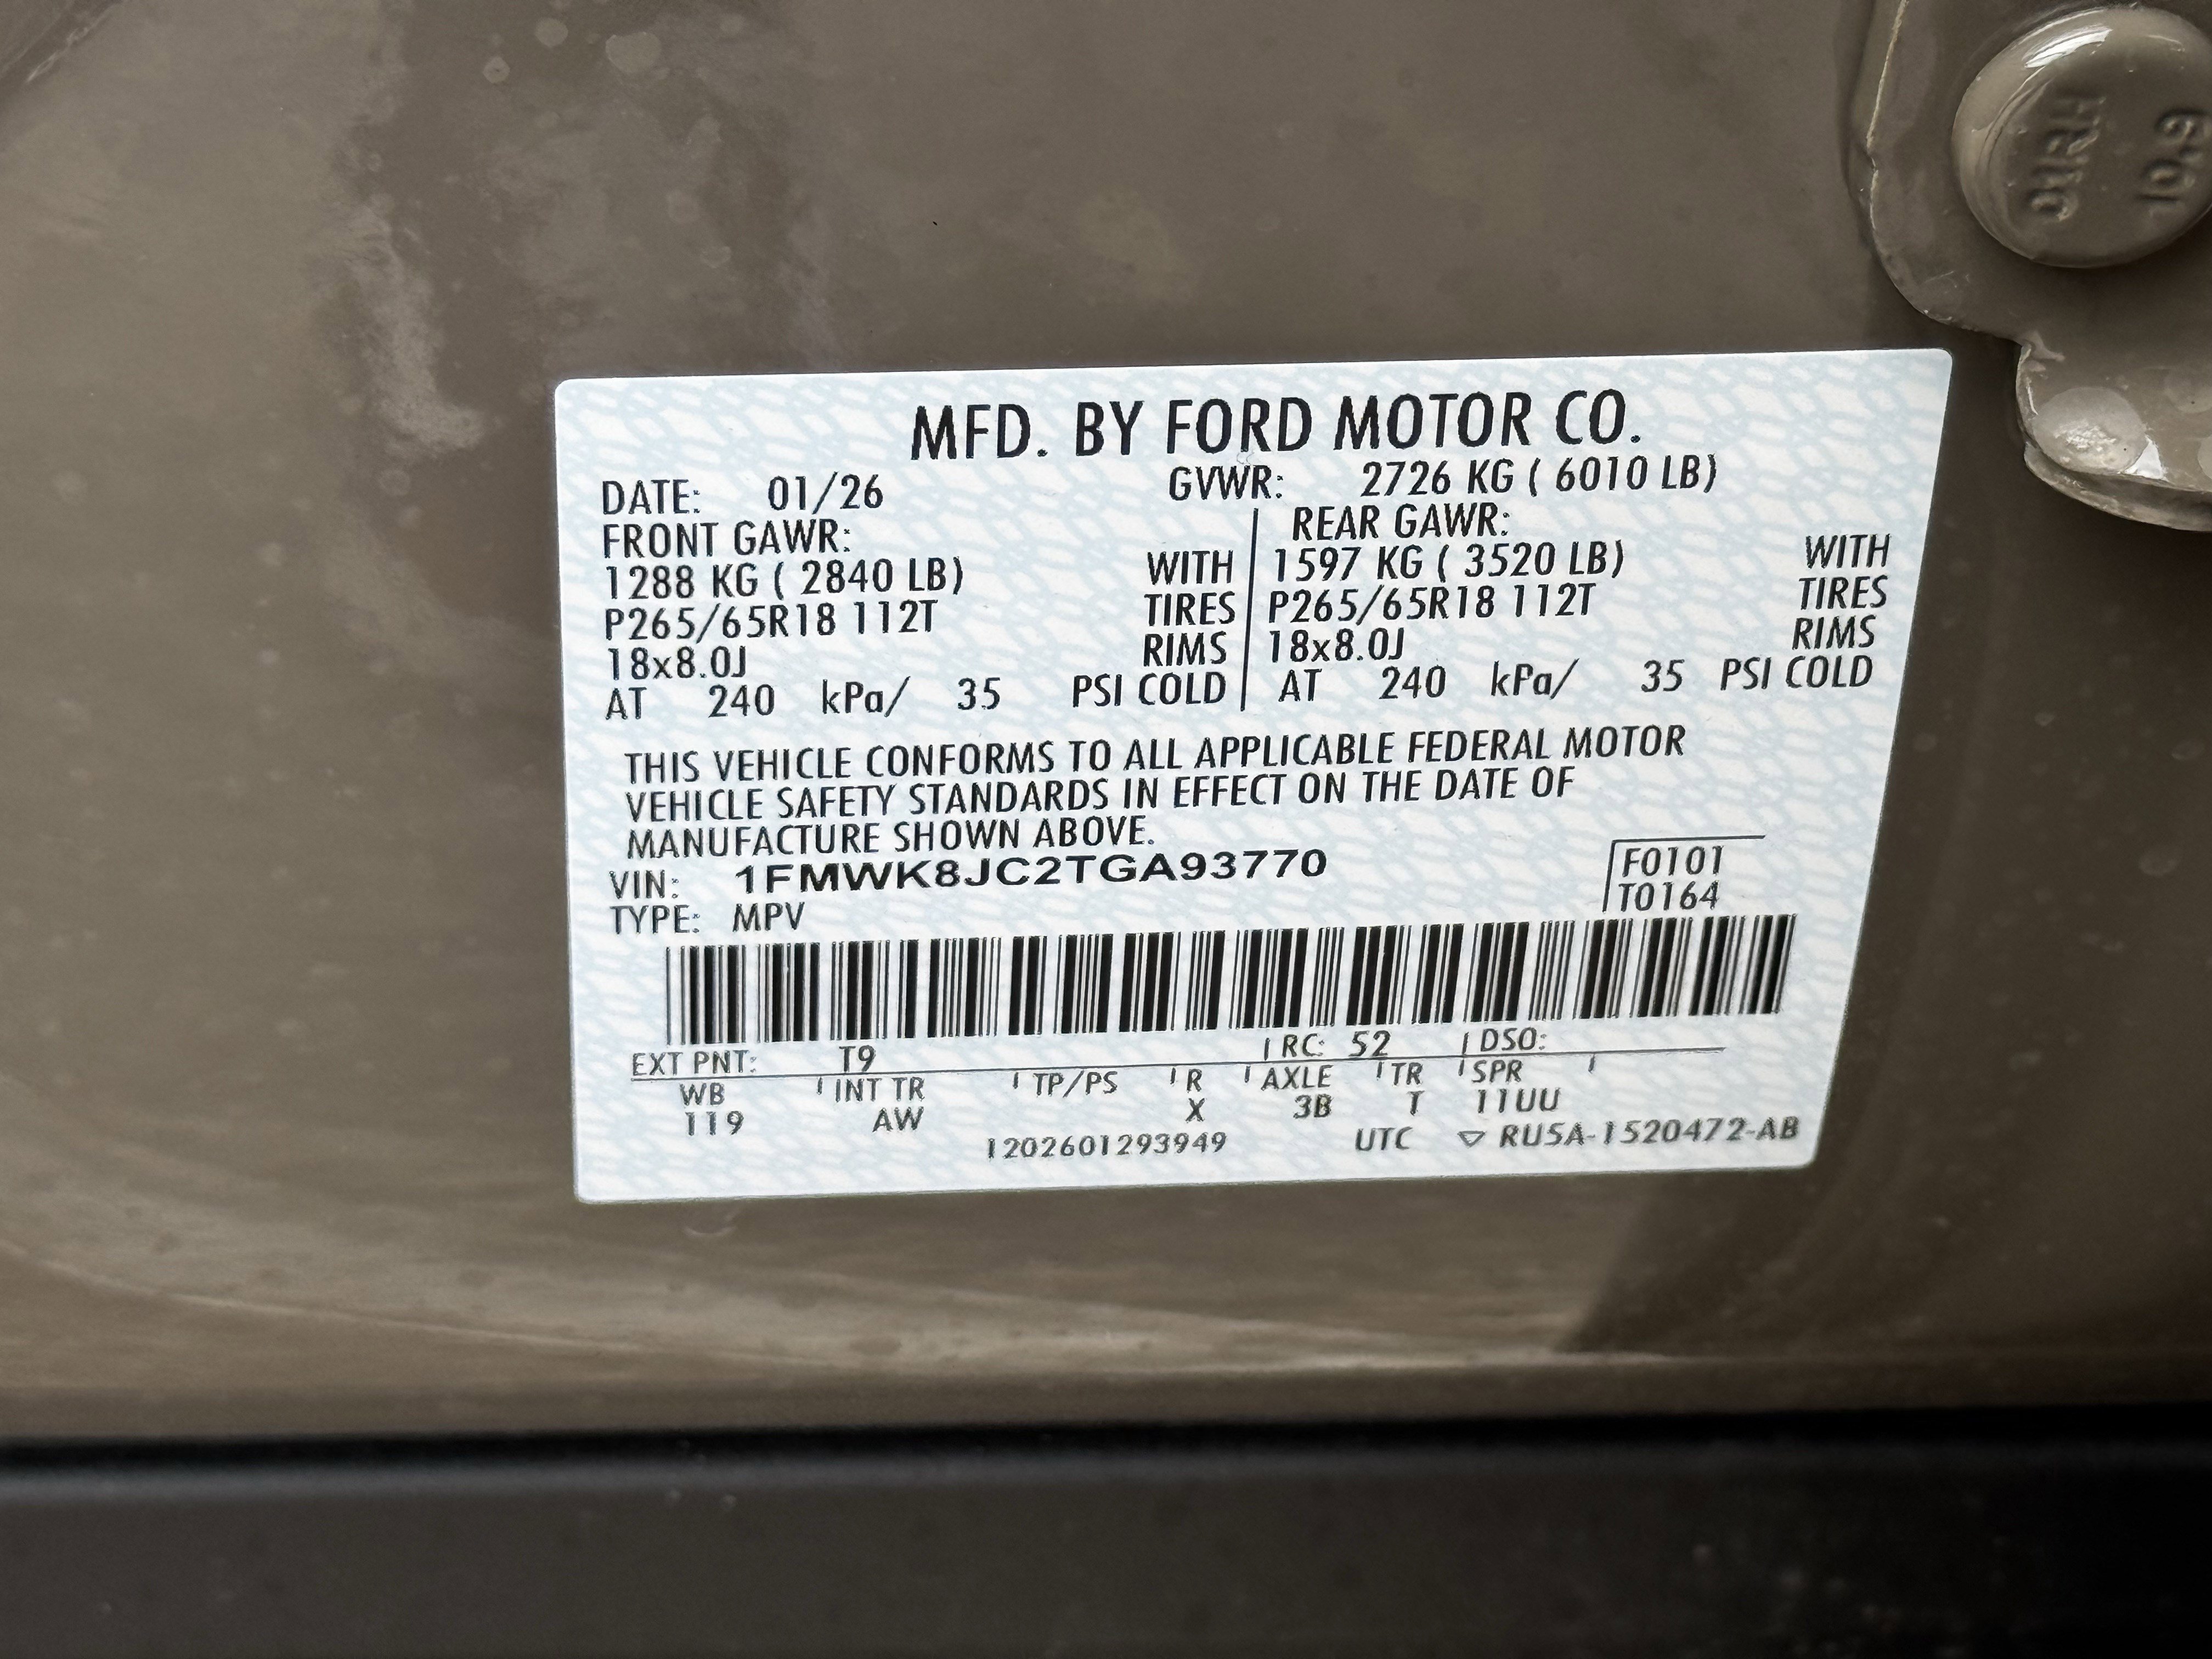 OIRH
10.9
MFD. BY FORD MOTOR CO.
DATE: 01/26 GVWR: 2726 KG ( 6010 LB)
FRONT GAWR: REAR GAWR:
1288 KG ( 2840 LB) WITH 1597 KG ( 3520 LB) WITH
P265/65R18 112T TIRES P265/65R18 112T TIRES
18x8.0J RIMS 18x8.0J RIMS
AT 240 kPa/ 35 PSI COLD AT 240 kPa/ 35 PSI COLD
THIS VEHICLE CONFORMS TO ALL APPLICABLE FEDERAL MOTOR
VEHICLE SAFETY STANDARDS IN EFFECT ON THE DATE OF
MANUFACTURE SHOWN ABOVE.
VIN: 1FMWK8JC2TGA93770 F0101
TYPE: MPV T0164
EXT PNT: T9 RC: 52 DSO:
WB INT TR TP/PS R AXLE TR SPR
119 AW X 3B T 11UU
1202601293949 UTC ▽ RU5A-1520472-AB